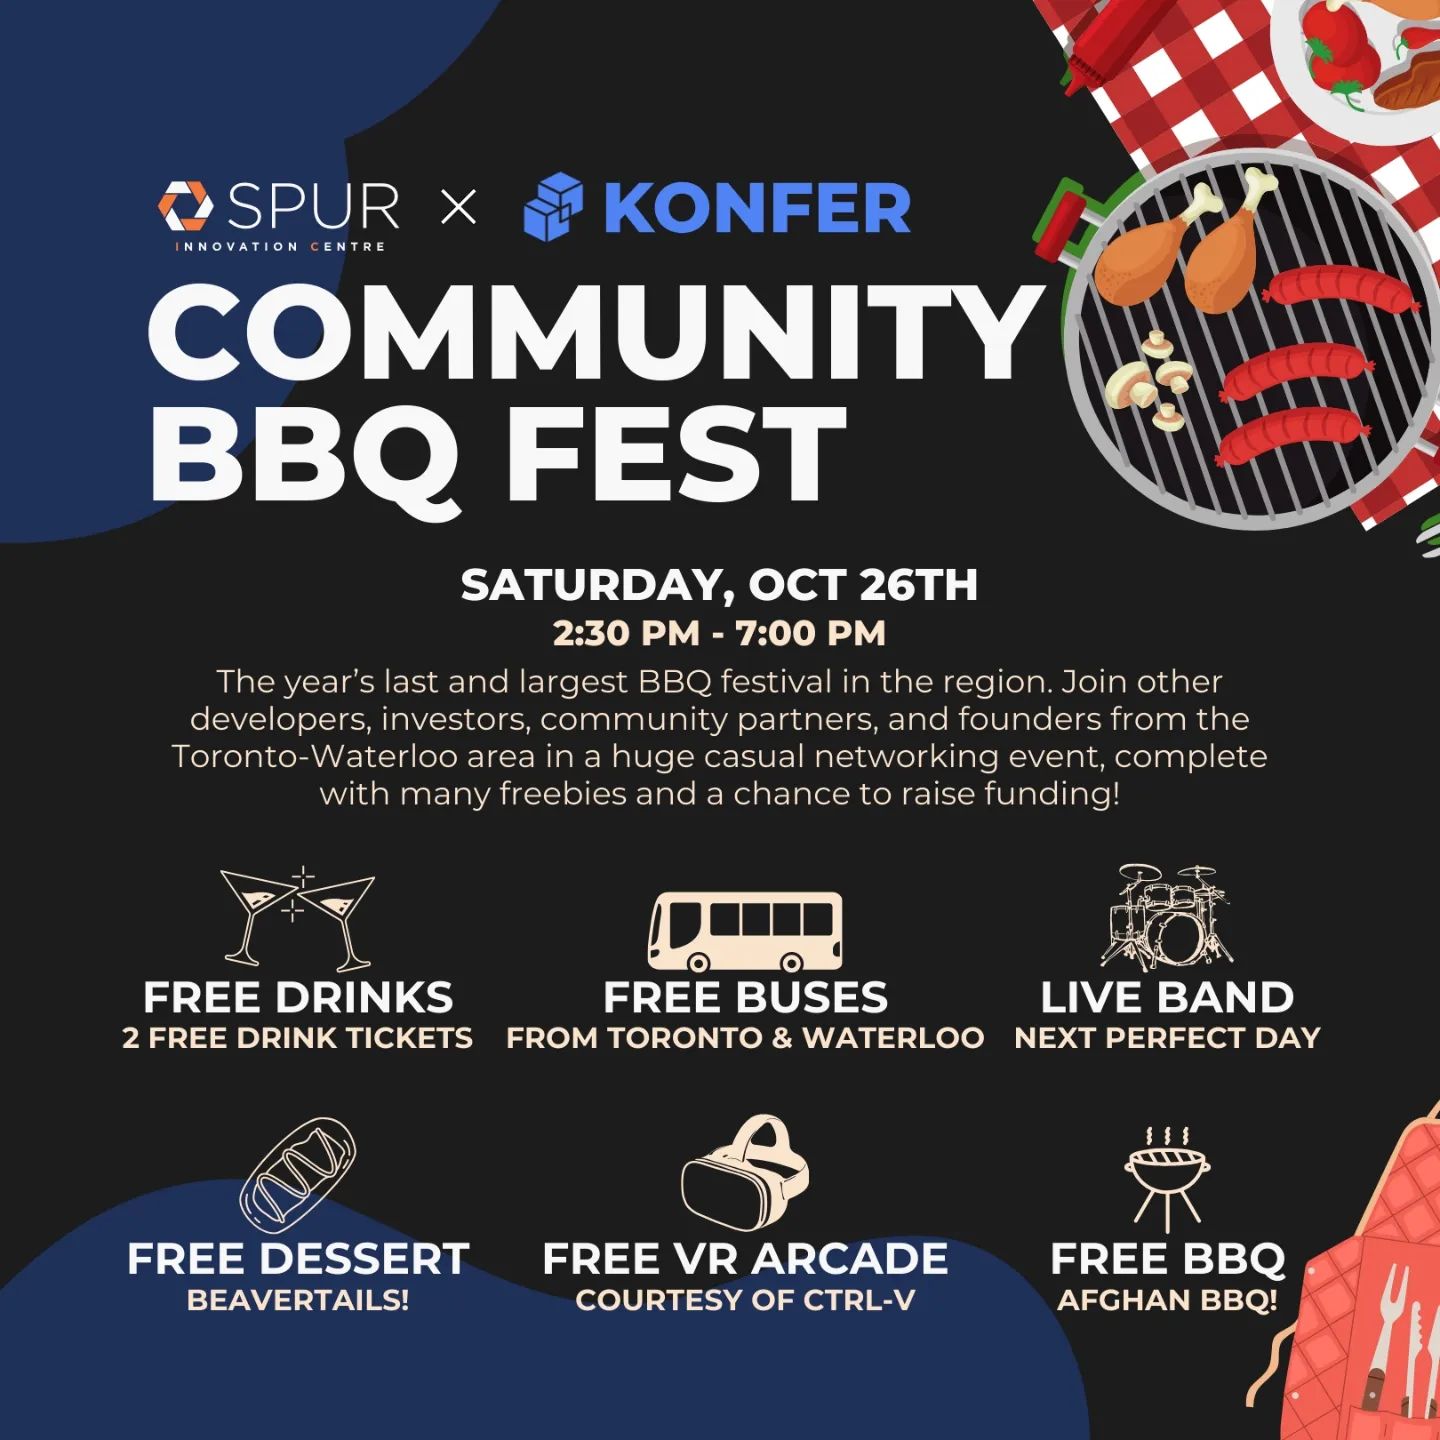 SPUR × KONFER
INNOVATION CENTRE
COMMUNITY
BBQ FEST
SATURDAY, OCT 26TH
2:30 PM - 7:00 PM
The year’s last and largest BBQ festival in the region. Join other
developers, investors, community partners, and founders from the
Toronto-Waterloo area in a huge casual networking event, complete
with many freebies and a chance to raise funding!
FREE DRINKS
2 FREE DRINK TICKETS
FREE BUSES
FROM TORONTO & WATERLOO
LIVE BAND
NEXT PERFECT DAY
FREE DESSERT
BEAVERTAILS!
FREE VR ARCADE
COURTESY OF CTRL-V
FREE BBQ
AFGHAN BBQ!